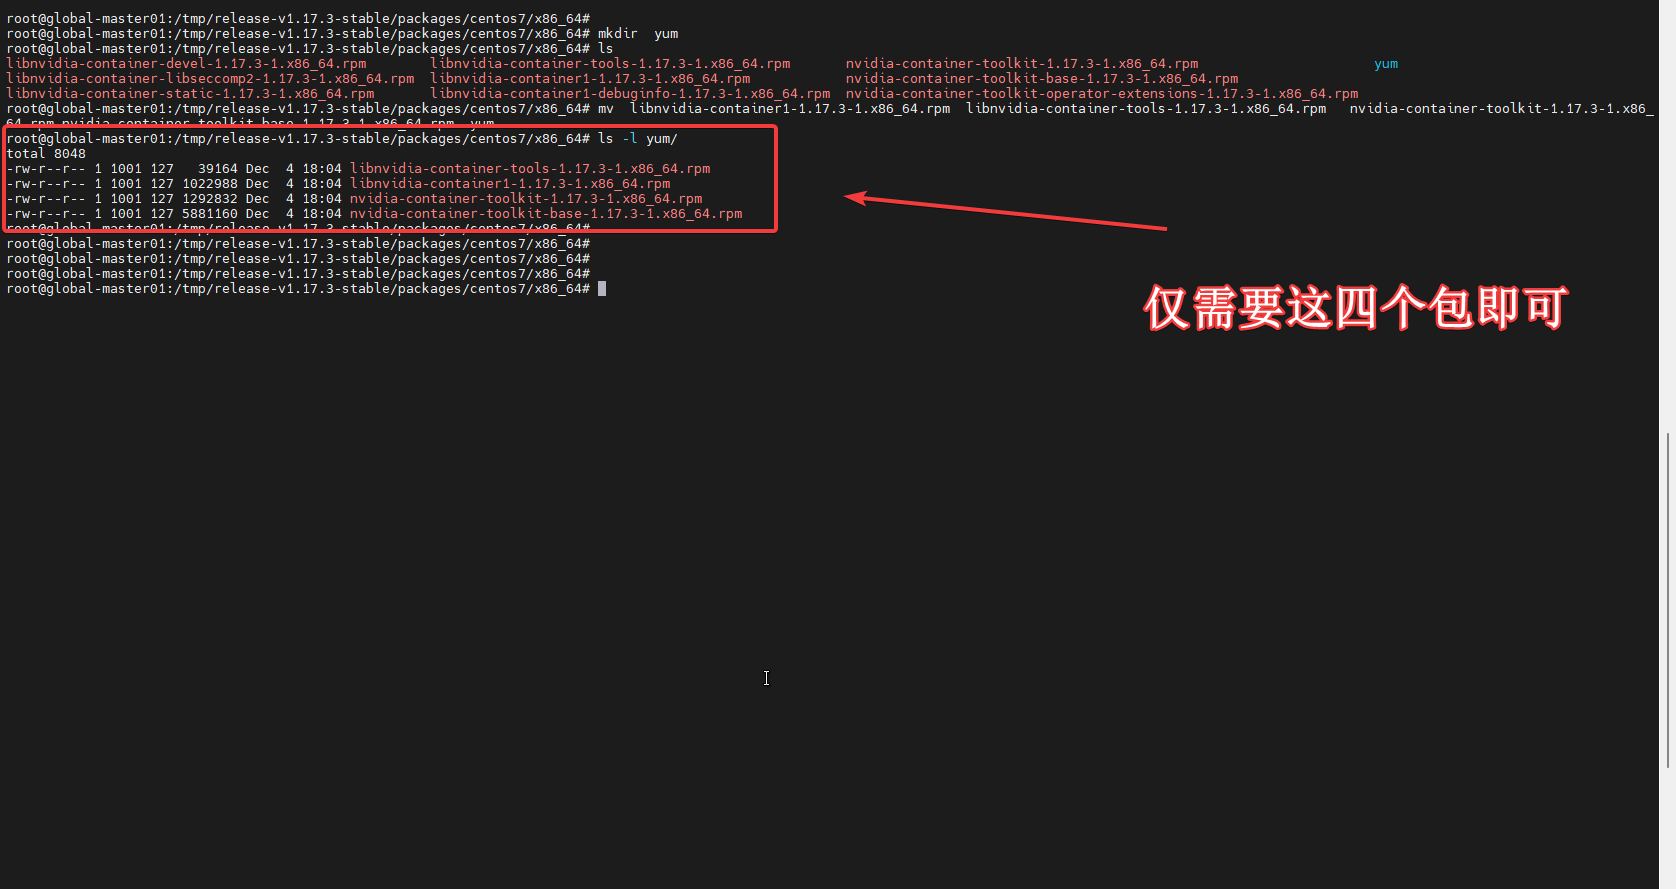 root@global-master01:/tmp/release-v1.17.3-stable/packages/centos7/x86_64#
root@global-master01:/tmp/release-v1.17.3-stable/packages/centos7/x86_64# mkdir  yum
root@global-master01:/tmp/release-v1.17.3-stable/packages/centos7/x86_64# ls
libnvidia-container-devel-1.17.3-1.x86_64.rpm        libnvidia-container-tools-1.17.3-1.x86_64.rpm       nvidia-container-toolkit-1.17.3-1.x86_64.rpm                      yum
libnvidia-container-libseccomp2-1.17.3-1.x86_64.rpm  libnvidia-container1-1.17.3-1.x86_64.rpm            nvidia-container-toolkit-base-1.17.3-1.x86_64.rpm
libnvidia-container-static-1.17.3-1.x86_64.rpm       libnvidia-container1-debuginfo-1.17.3-1.x86_64.rpm  nvidia-container-toolkit-operator-extensions-1.17.3-1.x86_64.rpm
root@global-master01:/tmp/release-v1.17.3-stable/packages/centos7/x86_64# mv  libnvidia-container1-1.17.3-1.x86_64.rpm  libnvidia-container-tools-1.17.3-1.x86_64.rpm   nvidia-container-toolkit-1.17.3-1.x86_
64.rpm nvidia-container-toolkit-base-1.17.3-1.x86_64.rpm  yum
root@global-master01:/tmp/release-v1.17.3-stable/packages/centos7/x86_64# ls -l yum/
total 8048
-rw-r--r-- 1 1001 127   39164 Dec  4 18:04 libnvidia-container-tools-1.17.3-1.x86_64.rpm
-rw-r--r-- 1 1001 127 1022988 Dec  4 18:04 libnvidia-container1-1.17.3-1.x86_64.rpm
-rw-r--r-- 1 1001 127 1292832 Dec  4 18:04 nvidia-container-toolkit-1.17.3-1.x86_64.rpm
-rw-r--r-- 1 1001 127 5881160 Dec  4 18:04 nvidia-container-toolkit-base-1.17.3-1.x86_64.rpm
root@global-master01:/tmp/release-v1.17.3-stable/packages/centos7/x86_64#
root@global-master01:/tmp/release-v1.17.3-stable/packages/centos7/x86_64#
root@global-master01:/tmp/release-v1.17.3-stable/packages/centos7/x86_64#
root@global-master01:/tmp/release-v1.17.3-stable/packages/centos7/x86_64#
root@global-master01:/tmp/release-v1.17.3-stable/packages/centos7/x86_64#
仅需要这四个包即可